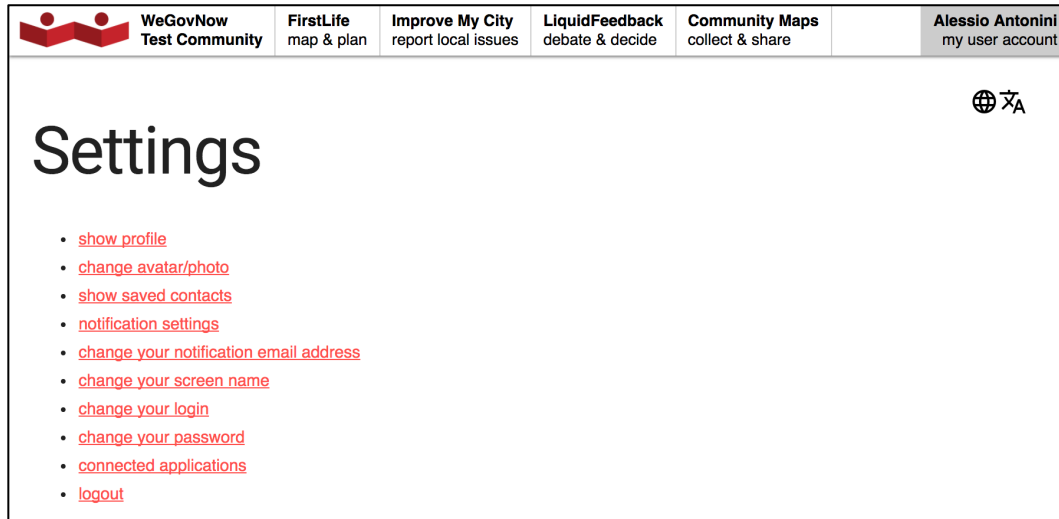 WeGovNow
Test Community
FirstLife
map & plan
Improve My City
report local issues
LiquidFeedback
debate & decide
Community Maps
collect & share
Alessio Antonini
my user account
文A
Settings
• show profile
• change avatar/photo
• show saved contacts
• notification settings
• change your notification email address
• change your screen name
• change your login
• change your password
• connected applications
• logout